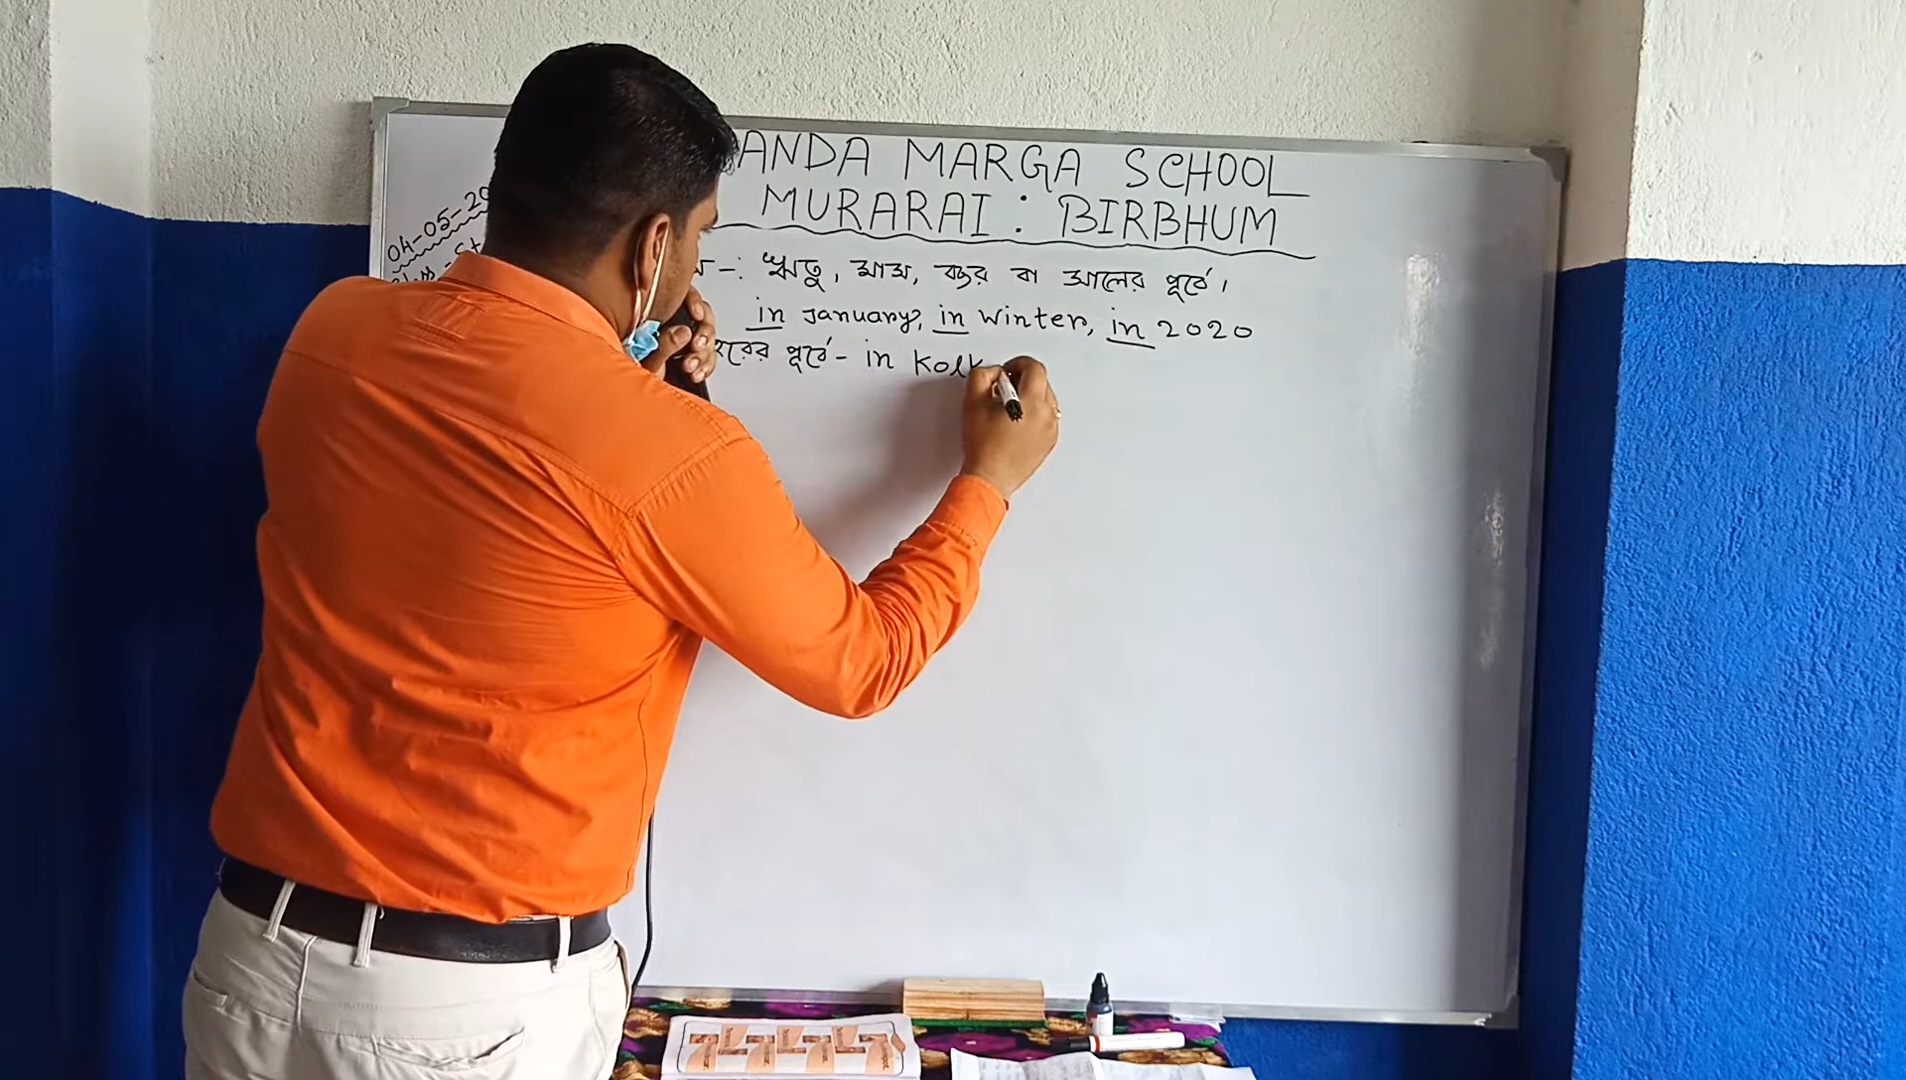 ANDA MARGA SCHOOL
MURARAI : BIRBHUM
04-05-20
-: ঋতু, মাস, বছর বা সালের পূর্বে।
in January, in winter, in 2020
হরের পূর্বে - in Kolk